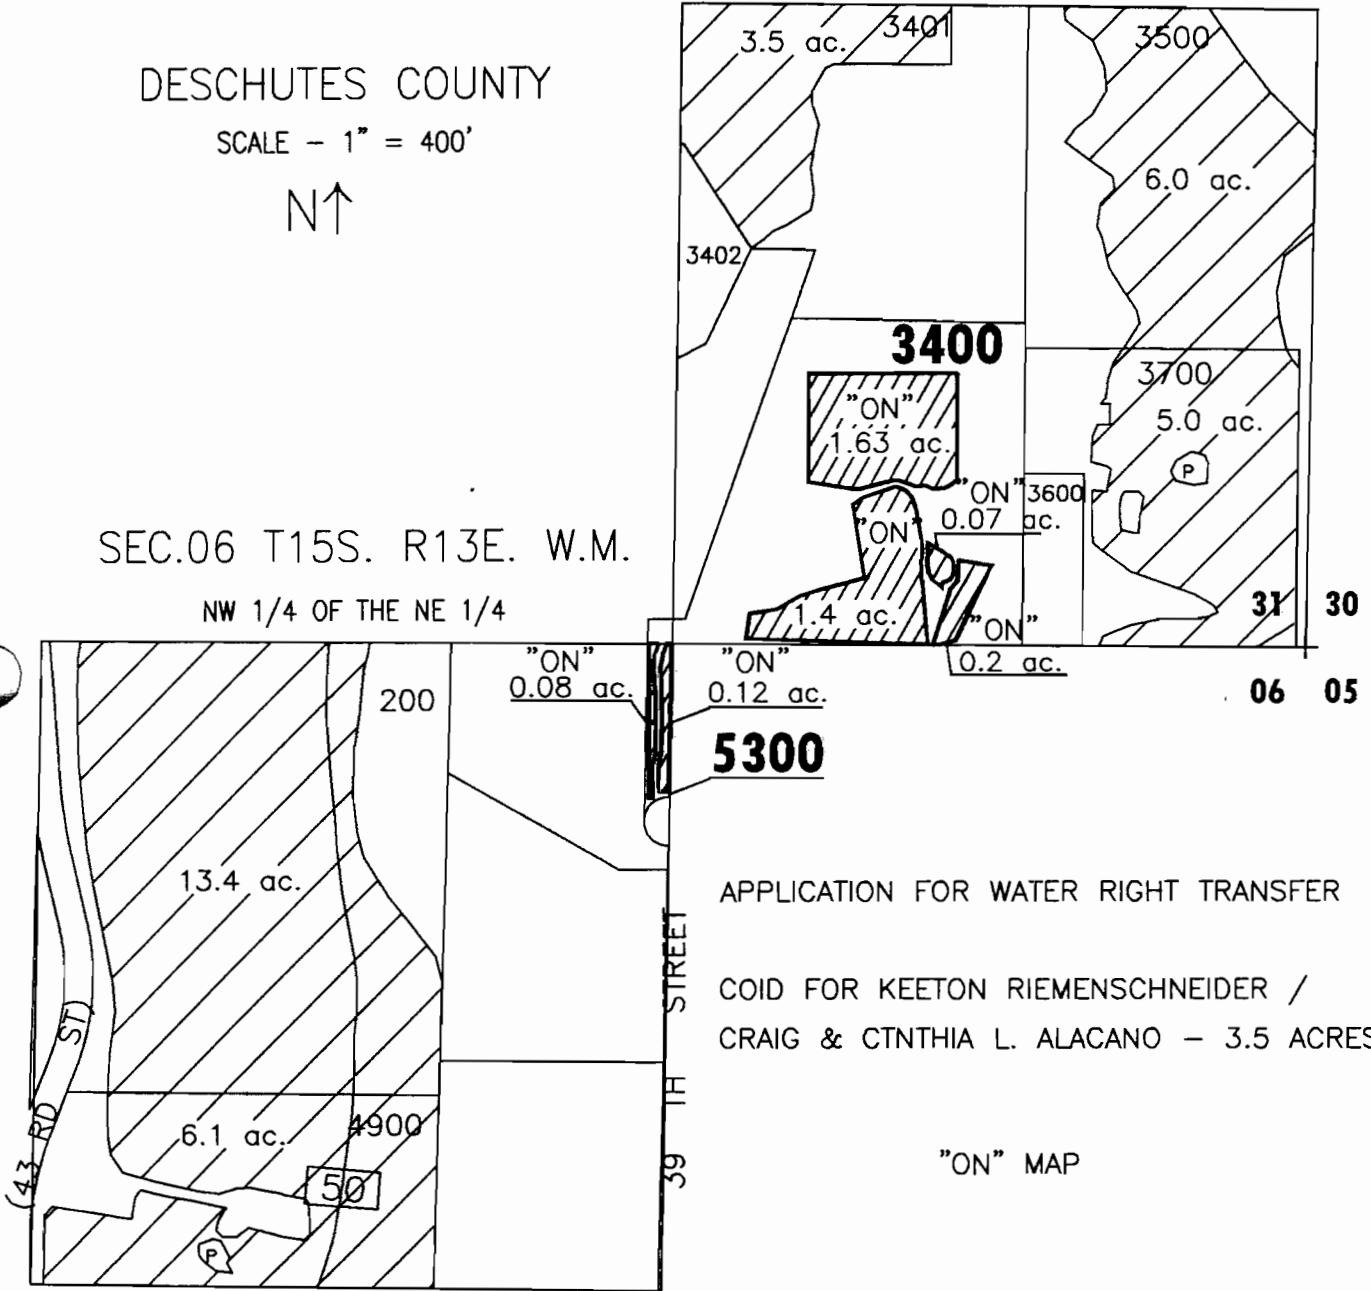 DESCHUTES COUNTY
SCALE - 1" = 400'
N↑
3.5 ac.
3401
3500
6.0 ac.
3402
3400
3700
"ON"
1.63 ac.
5.0 ac.
P
"ON"
3600
0.07 ac.
"ON"
1.4 ac.
"ON"
0.2 ac.
31 30
06 05
SEC.06 T15S. R13E. W.M.
NW 1/4 OF THE NE 1/4
200
"ON"
0.08 ac.
"ON"
0.12 ac.
5300
13.4 ac.
APPLICATION FOR WATER RIGHT TRANSFER
COID FOR KEETON RIEMENSCHNEIDER /
CRAIG & CTNTHIA L. ALACANO - 3.5 ACRES
39 TH STREET
(43 RD ST)
6.1 ac.
4900
50
P
"ON" MAP